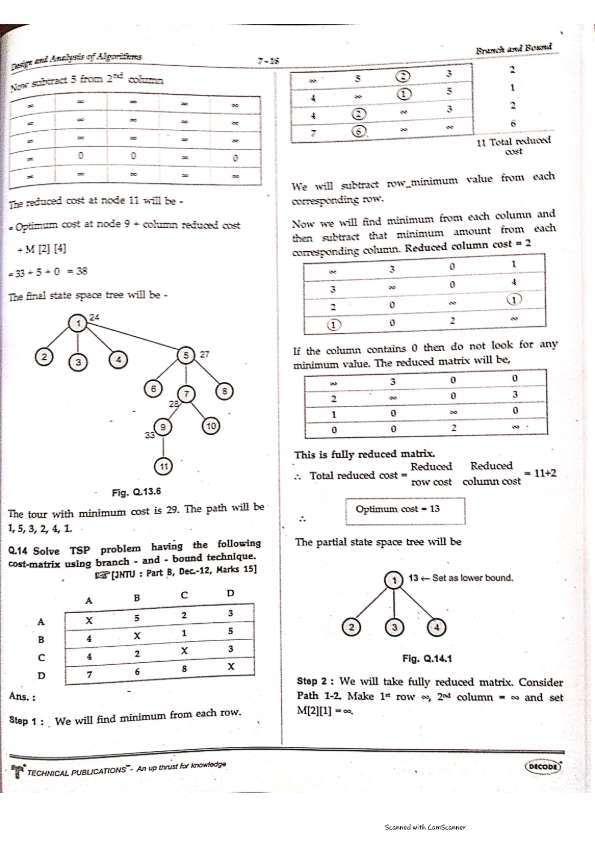 Design and Analysis of Algorithms
7 - 16
Branch and Bound
Now subtract 5 from 2nd column
∞ ∞ ∞ ∞ ∞
∞ ∞ ∞ ∞ ∞
∞ ∞ ∞ ∞ ∞
∞ 0 0 ∞ 0
∞ ∞ ∞ ∞ ∞
The reduced cost at node 11 will be -
= Optimum cost at node 9 + column reduced cost
+ M [2] [4]
= 33 + 5 + 0 = 38
The final state space tree will be -
1 24
2 3 4 5 27
6 7 8
28
9 10
33
11
Fig. Q.13.6
The tour with minimum cost is 29. The path will be
1, 5, 3, 2, 4, 1.
Q.14 Solve TSP problem having the following
cost-matrix using branch - and - bound technique.
[JNTU : Part B, Dec.-12, Marks 15]
A B C D
A X 5 2 3
B 4 X 1 5
C 4 2 X 3
D 7 6 8 X
Ans. :
Step 1 : We will find minimum from each row.
∞ 5 2 3 2
4 ∞ 1 5 1
4 2 ∞ 3 2
7 6 ∞ ∞ 6
11 Total reduced
cost
We will subtract row_minimum value from each
corresponding row.
Now we will find minimum from each column and
then subtract that minimum amount from each
corresponding column. Reduced column cost = 2
∞ 3 0 1
3 ∞ 0 4
2 0 ∞ 1
1 0 2 ∞
If the column contains 0 then do not look for any
minimum value. The reduced matrix will be,
∞ 3 0 0
2 ∞ 0 3
1 0 ∞ 0
0 0 2 ∞
This is fully reduced matrix.
∴ Total reduced cost = Reduced row cost Reduced column cost = 11+2
∴ Optimum cost = 13
The partial state space tree will be
1 13 ← Set as lower bound.
2 3 4
Fig. Q.14.1
Step 2 : We will take fully reduced matrix. Consider
Path 1-2. Make 1st row ∞, 2nd column = ∞ and set
M[2][1] = ∞.
TECHNICAL PUBLICATIONS™ - An up thrust for knowledge
DECODE
Scanned with CamScanner